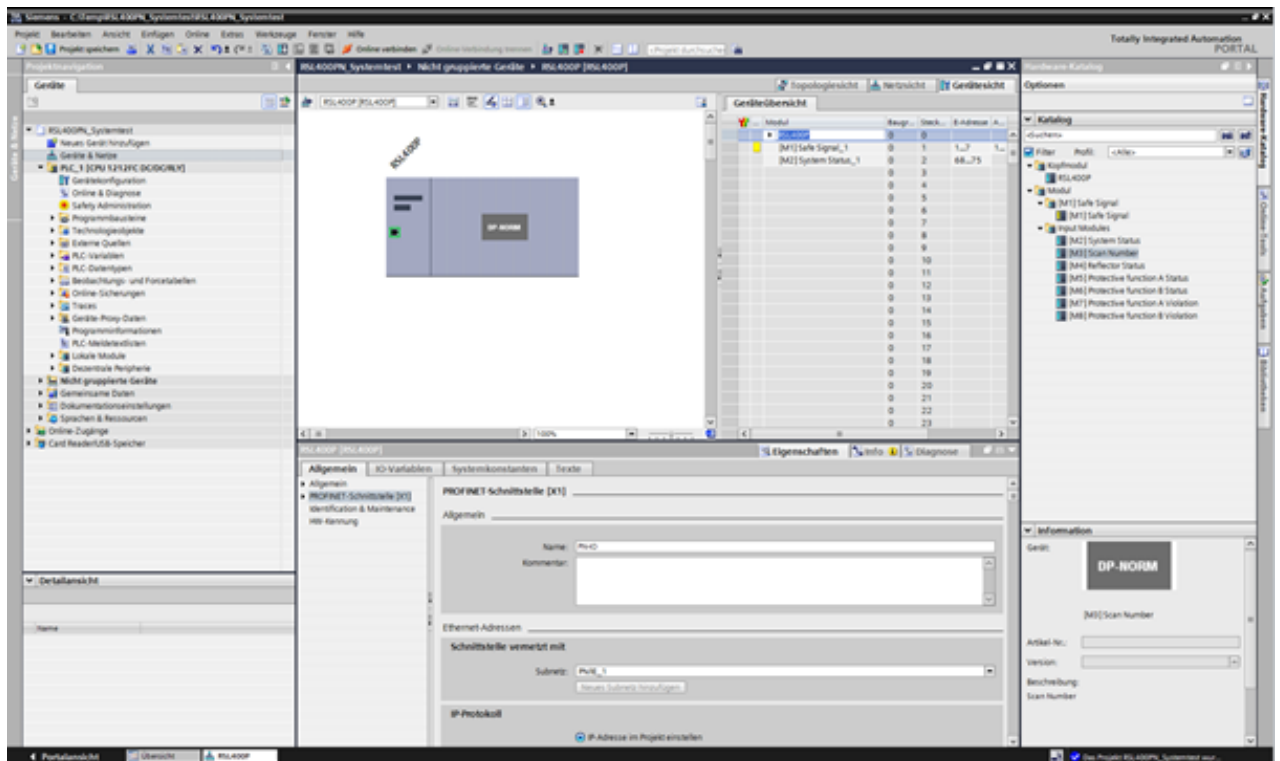 Siemens - C:\Temp\RSL400PN_Systemtest\RSL400PN_Systemtest
Projekt Bearbeiten Ansicht Einfügen Online Extras Werkzeuge Fenster Hilfe
Totally Integrated Automation
PORTAL
Projekt speichern
Online verbinden
Online-Verbindung trennen
<Projekt durchsuchen>
Projektnavigation
Geräte
RSL400PN_Systemtest
Neues Gerät hinzufügen
Geräte & Netze
PLC_1 [CPU 1212FC DC/DC/RLY]
Gerätekonfiguration
Online & Diagnose
Safety Administration
Programmbausteine
Technologieobjekte
Externe Quellen
PLC-Variablen
PLC-Datentypen
Beobachtungs- und Forcetabellen
Online-Sicherungen
Traces
Geräte-Proxy-Daten
Programminformationen
PLC-Meldetextlisten
Lokale Module
Dezentrale Peripherie
Nicht gruppierte Geräte
Gemeinsame Daten
Dokumentationseinstellungen
Sprachen & Ressourcen
Online-Zugänge
Card Reader/USB-Speicher
Detailansicht
Name
Geräte & Netze
RSL400PN_Systemtest Nicht gruppierte Geräte RSL400P [RSL400P]
Topologiesicht Netzsicht Gerätesicht
RSL400P [RSL400P]
RSL400P
DP-NORM
100%
Geräteübersicht
Modul Baugr... Steck... E-Adresse A...
RSL400P 0 0
[M1] Safe Signal_1 0 1 1...7 1...
[M2] System Status_1 0 2 68...75
0 3
0 4
0 5
0 6
0 7
0 8
0 9
0 10
0 11
0 12
0 13
0 14
0 15
0 16
0 17
0 18
0 19
0 20
0 21
0 22
0 23
RSL400P [RSL400P]
Eigenschaften Info Diagnose
Allgemein IO-Variablen Systemkonstanten Texte
Allgemein
PROFINET-Schnittstelle [X1]
Identification & Maintenance
HW-Kennung
PROFINET-Schnittstelle [X1]
Allgemein
Name: PN-IO
Kommentar:
Ethernet-Adressen
Schnittstelle vernetzt mit
Subnetz: PN/IE_1
Neues Subnetz hinzufügen
IP-Protokoll
IP-Adresse im Projekt einstellen
Hardware-Katalog
Optionen
Katalog
<Suchen>
Filter Profil: <Alle>
Kopfmodul
RSL400P
Modul
[M1] Safe Signal
[M1] Safe Signal
Input Modules
[M2] System Status
[M3] Scan Number
[M4] Reflector Status
[M5] Protective function A Status
[M6] Protective function B Status
[M7] Protective function A Violation
[M8] Protective function B Violation
Information
Gerät:
DP-NORM
[M3] Scan Number
Artikel-Nr.:
Version:
Beschreibung:
Scan Number
Hardware-Katalog
Online-Tools
Aufgaben
Bibliotheken
Portalansicht Übersicht RSL400P
Das Projekt RSL400PN_Systemtest wur...